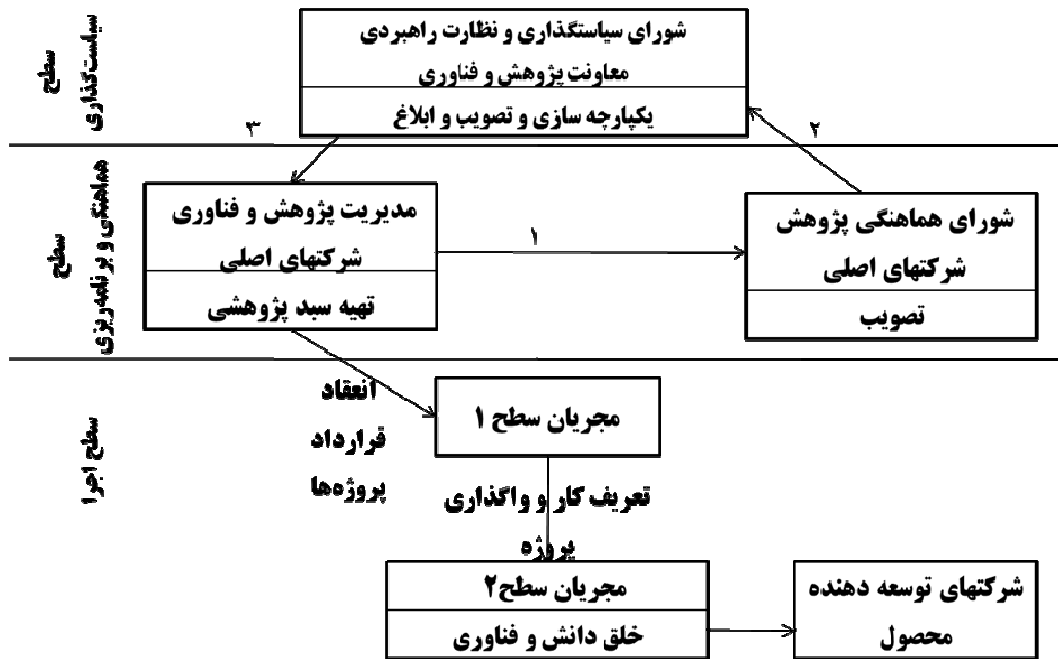 سطح
سیاست‌گذاری
شورای سیاستگذاری و نظارت راهبردی
معاونت پژوهش و فناوری
یکپارچه سازی و تصویب و ابلاغ
۲
۳
سطح
هماهنگی و برنامه‌ریزی
شورای هماهنگی پژوهش
شرکتهای اصلی
تصویب
۱
مدیریت پژوهش و فناوری
شرکتهای اصلی
تهیه سبد پژوهشی
سطح اجرا
انعقاد
قرارداد
پروژه‌ها
مجریان سطح ۱
تعریف کار و واگذاری
پروژه
مجریان سطح۲
خلق دانش و فناوری
شرکتهای توسعه دهنده
محصول